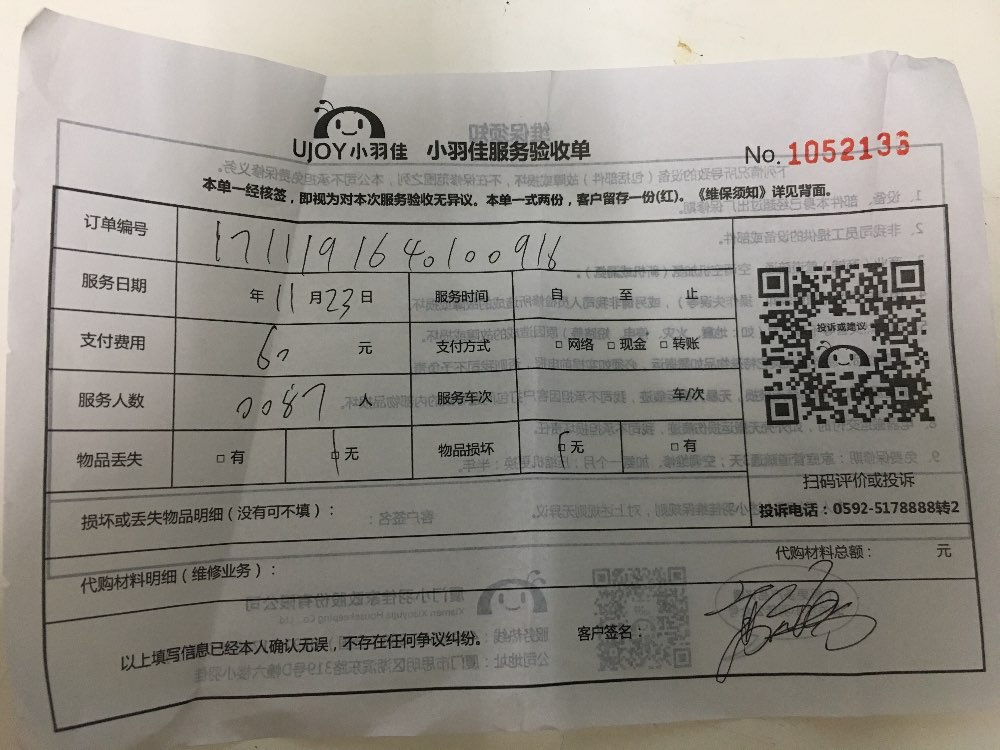 UJOY小羽佳 小羽佳服务验收单
No. 1052136
本单一经核签，即视为对本次服务验收无异议。本单一式两份，客户留存一份(红)。《维保须知》详见背面。
订单编号 1711191640100916
服务日期 年 11 月 23 日 服务时间 自 至 止
支付费用 60 元 支付方式 □ 网络 □ 现金 □ 转账
服务人数 0087 人 服务车次 车/次
物品丢失 □ 有 □ 无 物品损坏 □ 无 □ 有
投诉或建议
扫码评价或投诉
投诉电话：0592-5178888转2
损坏或丢失物品明细（没有可不填）：
代购材料明细（维修业务）：
代购材料总额： 元
以上填写信息已经本人确认无误，不存在任何争议纠纷。
客户签名：